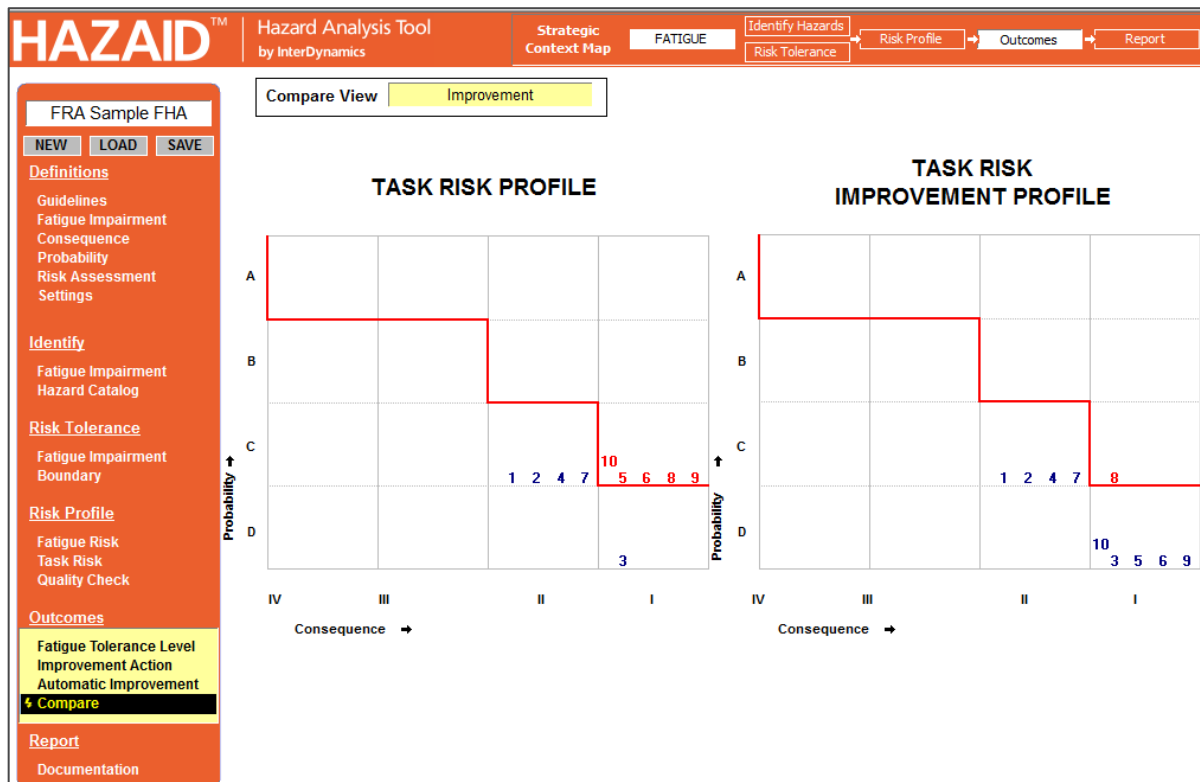 HAZAID™
Hazard Analysis Tool
by InterDynamics
Strategic
Context Map
FATIGUE
Identify Hazards
Risk Tolerance
Risk Profile
Outcomes
Report
FRA Sample FHA
NEW LOAD SAVE
Definitions
Guidelines
Fatigue Impairment
Consequence
Probability
Risk Assessment
Settings
Identify
Fatigue Impairment
Hazard Catalog
Risk Tolerance
Fatigue Impairment
Boundary
Risk Profile
Fatigue Risk
Task Risk
Quality Check
Outcomes
Fatigue Tolerance Level
Improvement Action
Automatic Improvement
Compare
Report
Documentation
Compare View Improvement
TASK RISK PROFILE
A
B
C
D
Probability
10
1 2 4 7 5 6 8 9
3
IV III II I
Consequence
TASK RISK
IMPROVEMENT PROFILE
A
B
C
D
Probability
1 2 4 7 8
10
3 5 6 9
IV III II I
Consequence